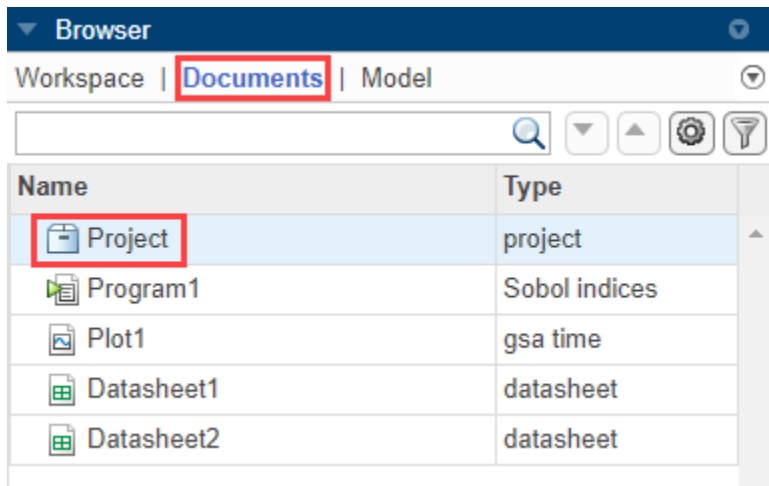 Browser
Workspace | Documents | Model
Name Type
Project project
Program1 Sobol indices
Plot1 gsa time
Datasheet1 datasheet
Datasheet2 datasheet